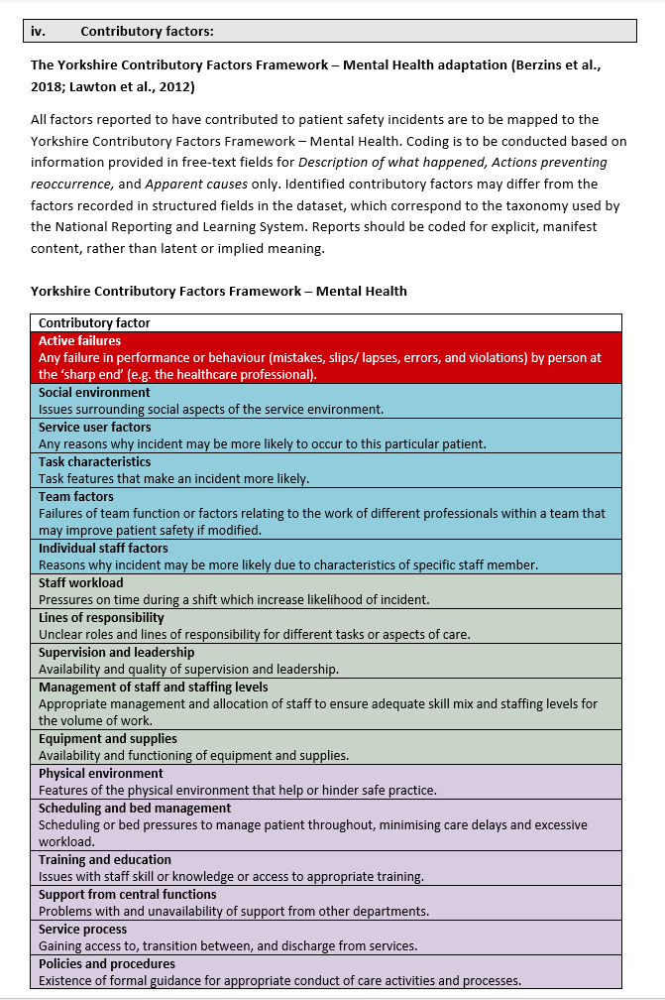 iv. Contributory factors:
The Yorkshire Contributory Factors Framework – Mental Health adaptation (Berzins et al.,
2018; Lawton et al., 2012)
All factors reported to have contributed to patient safety incidents are to be mapped to the
Yorkshire Contributory Factors Framework – Mental Health. Coding is to be conducted based on
information provided in free-text fields for Description of what happened, Actions preventing
reoccurrence, and Apparent causes only. Identified contributory factors may differ from the
factors recorded in structured fields in the dataset, which correspond to the taxonomy used by
the National Reporting and Learning System. Reports should be coded for explicit, manifest
content, rather than latent or implied meaning.
Yorkshire Contributory Factors Framework – Mental Health
Contributory factor
Active failures
Any failure in performance or behaviour (mistakes, slips/ lapses, errors, and violations) by person at
the ‘sharp end’ (e.g. the healthcare professional).
Social environment
Issues surrounding social aspects of the service environment.
Service user factors
Any reasons why incident may be more likely to occur to this particular patient.
Task characteristics
Task features that make an incident more likely.
Team factors
Failures of team function or factors relating to the work of different professionals within a team that
may improve patient safety if modified.
Individual staff factors
Reasons why incident may be more likely due to characteristics of specific staff member.
Staff workload
Pressures on time during a shift which increase likelihood of incident.
Lines of responsibility
Unclear roles and lines of responsibility for different tasks or aspects of care.
Supervision and leadership
Availability and quality of supervision and leadership.
Management of staff and staffing levels
Appropriate management and allocation of staff to ensure adequate skill mix and staffing levels for
the volume of work.
Equipment and supplies
Availability and functioning of equipment and supplies.
Physical environment
Features of the physical environment that help or hinder safe practice.
Scheduling and bed management
Scheduling or bed pressures to manage patient throughout, minimising care delays and excessive
workload.
Training and education
Issues with staff skill or knowledge or access to appropriate training.
Support from central functions
Problems with and unavailability of support from other departments.
Service process
Gaining access to, transition between, and discharge from services.
Policies and procedures
Existence of formal guidance for appropriate conduct of care activities and processes.